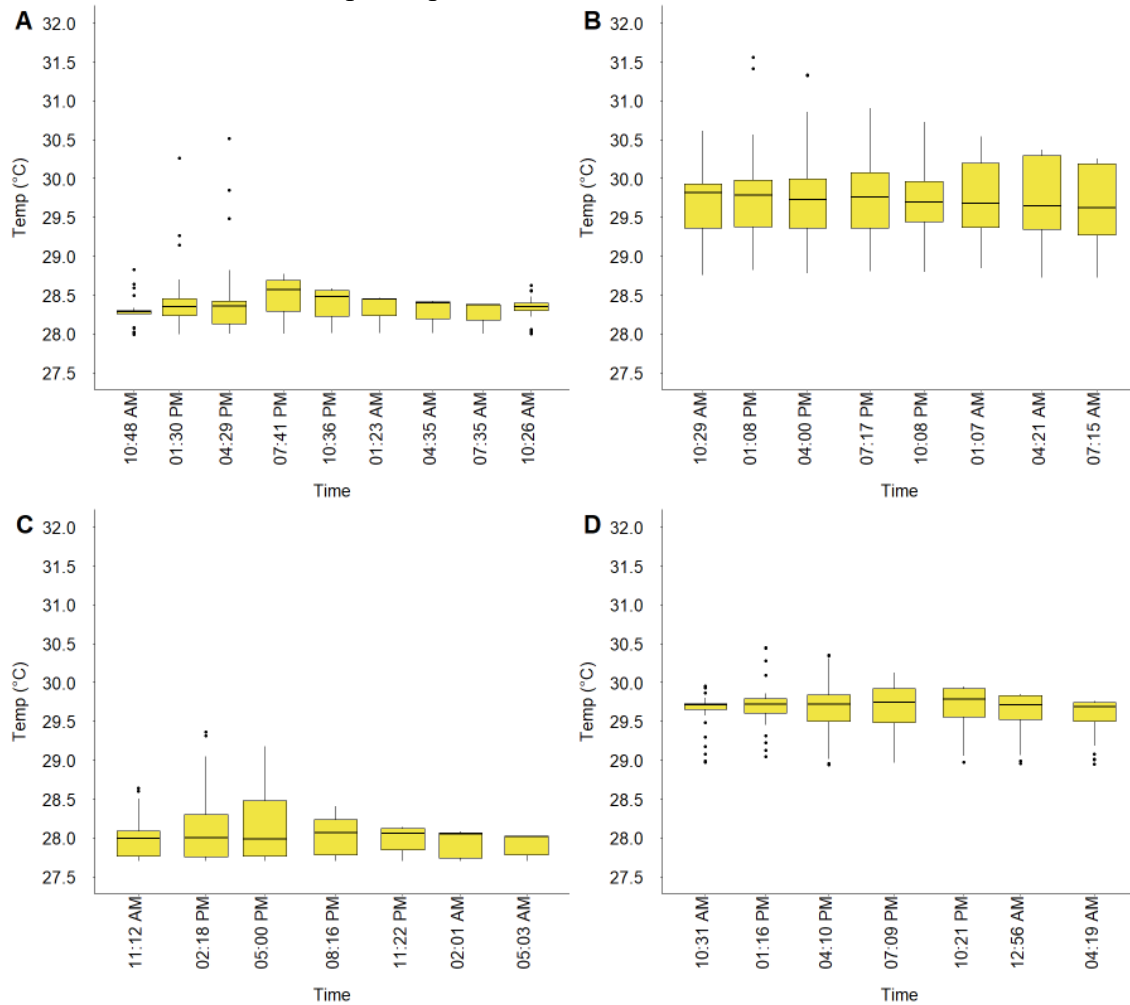 A
Temp (°C)
32.0
31.5
31.0
30.5
30.0
29.5
29.0
28.5
28.0
27.5
10:48 AM
01:30 PM
04:29 PM
07:41 PM
10:36 PM
01:23 AM
04:35 AM
07:35 AM
10:26 AM
Time
B
Temp (°C)
32.0
31.5
31.0
30.5
30.0
29.5
29.0
28.5
28.0
27.5
10:29 AM
01:08 PM
04:00 PM
07:17 PM
10:08 PM
01:07 AM
04:21 AM
07:15 AM
Time
C
Temp (°C)
32.0
31.5
31.0
30.5
30.0
29.5
29.0
28.5
28.0
27.5
11:12 AM
02:18 PM
05:00 PM
08:16 PM
11:22 PM
02:01 AM
05:03 AM
Time
D
Temp (°C)
32.0
31.5
31.0
30.5
30.0
29.5
29.0
28.5
28.0
27.5
10:31 AM
01:16 PM
04:10 PM
07:09 PM
10:21 PM
12:56 AM
04:19 AM
Time